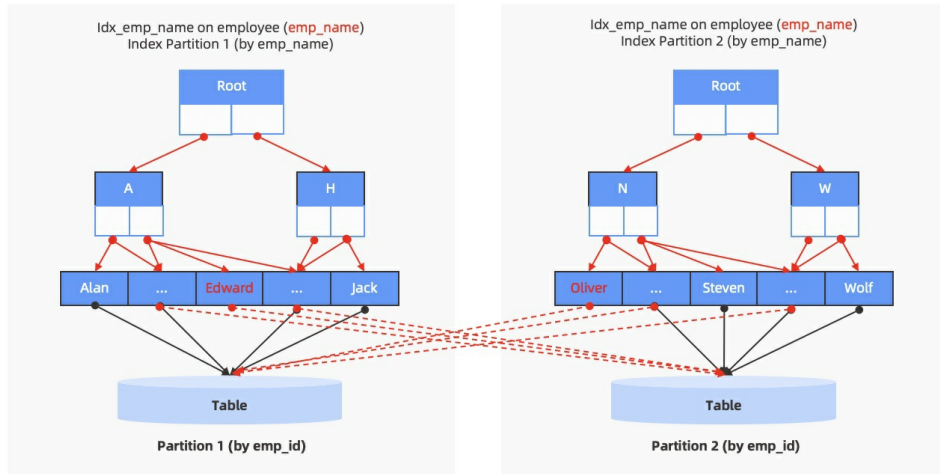 Idx_emp_name on employee (emp_name)
Index Partition 1 (by emp_name)
Root
A
H
Alan
...
Edward
...
Jack
Table
Partition 1 (by emp_id)
Idx_emp_name on employee (emp_name)
Index Partition 2 (by emp_name)
Root
N
W
Oliver
...
Steven
...
Wolf
Table
Partition 2 (by emp_id)